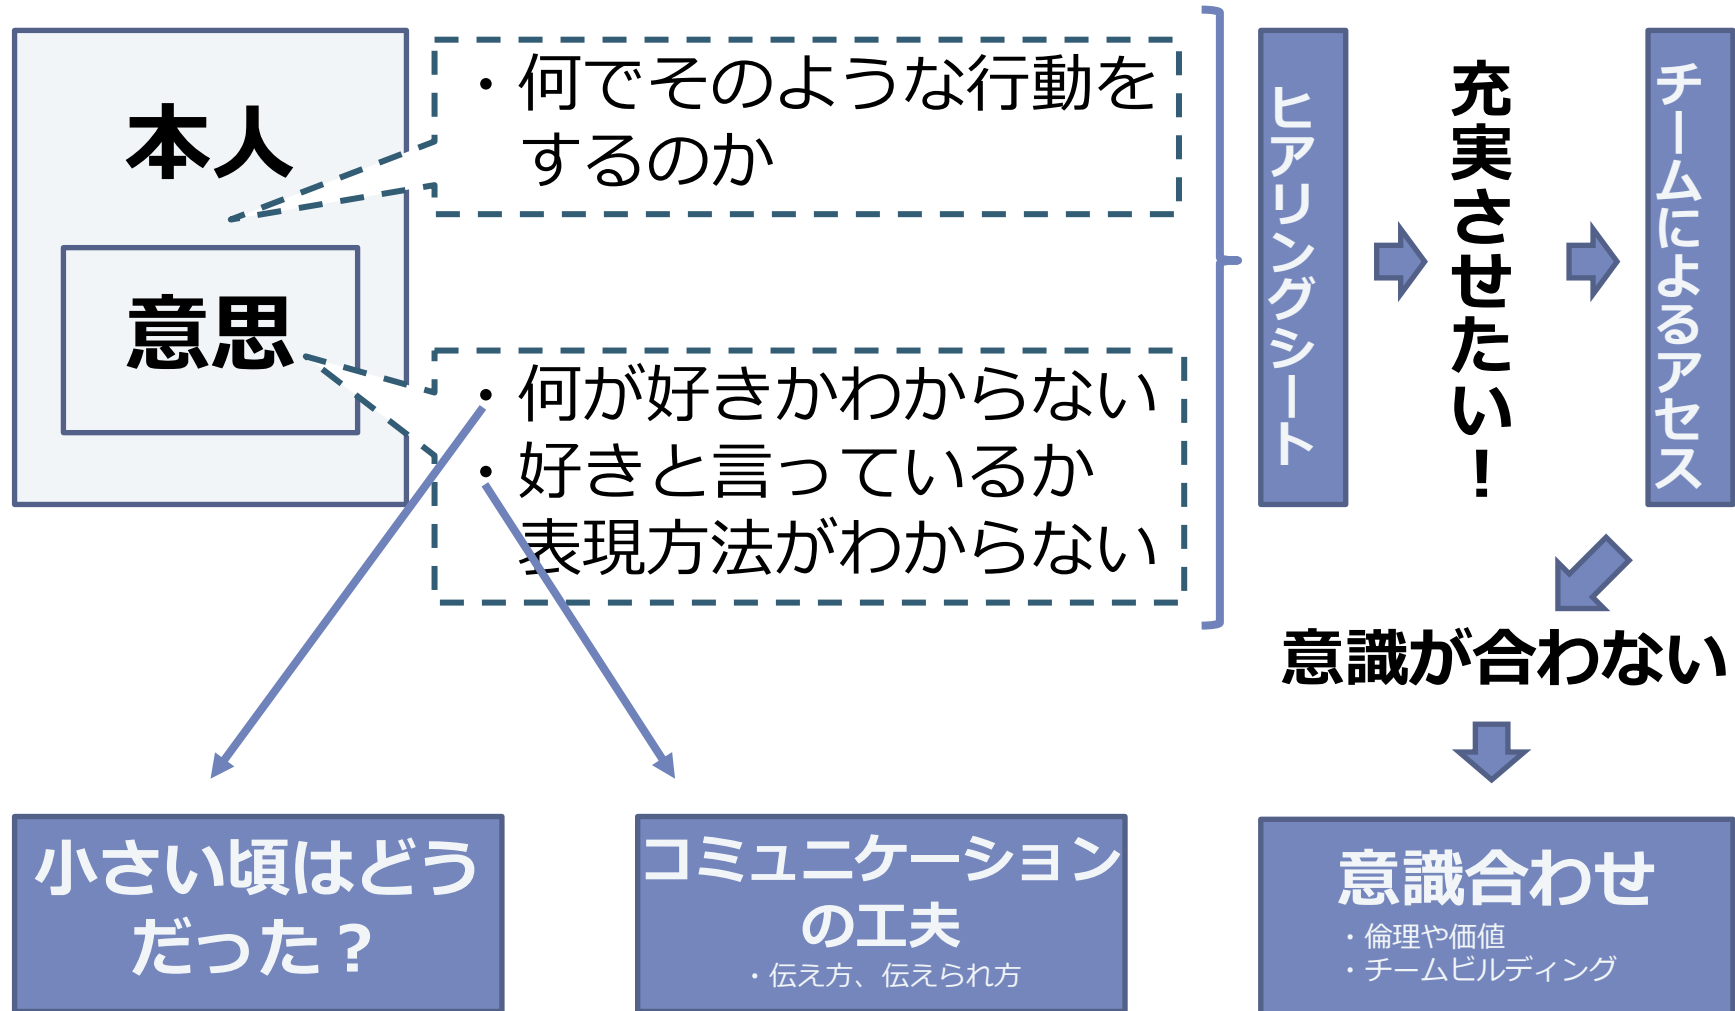 本人
意思
・何でそのような行動を
するのか
・何が好きかわからない
・好きと言っているか
表現方法がわからない
ヒアリングシート
充実させたい！
チームによるアセス
意識が合わない
小さい頃はどう
だった？
コミュニケーション
の工夫
・伝え方、伝えられ方
意識合わせ
・倫理や価値
・チームビルディング